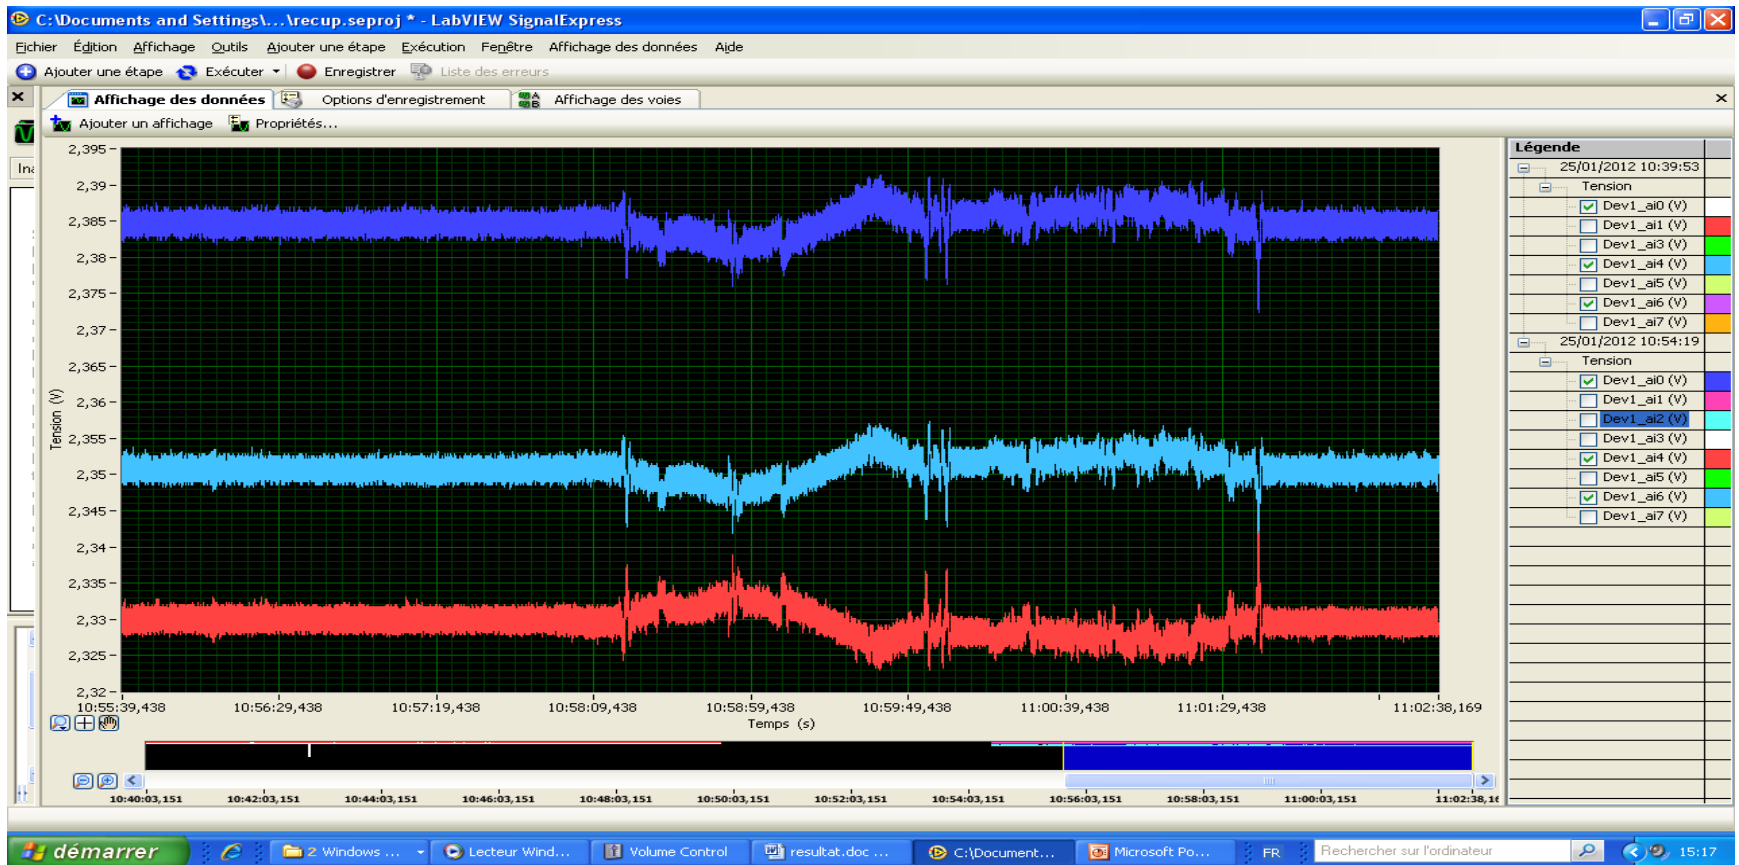 C:\Documents and Settings\...\recup.seproj * - LabVIEW SignalExpress
Fichier Édition Affichage Outils Ajouter une étape Exécution Fenêtre Affichage des données Aide
Ajouter une étape Exécuter Enregistrer Liste des erreurs
Affichage des données Options d'enregistrement Affichage des voies
Ajouter un affichage Propriétés...
Légende
25/01/2012 10:39:53
Tension
Dev1_ai0 (V)
Dev1_ai1 (V)
Dev1_ai3 (V)
Dev1_ai4 (V)
Dev1_ai5 (V)
Dev1_ai6 (V)
Dev1_ai7 (V)
25/01/2012 10:54:19
Tension
Dev1_ai0 (V)
Dev1_ai1 (V)
Dev1_ai2 (V)
Dev1_ai3 (V)
Dev1_ai4 (V)
Dev1_ai5 (V)
Dev1_ai6 (V)
Dev1_ai7 (V)
2,395
2,39
2,385
2,38
2,375
2,37
2,365
2,36
2,355
2,35
2,345
2,34
2,335
2,33
2,325
2,32
Tension (V)
10:55:39,438 10:56:29,438 10:57:19,438 10:58:09,438 10:58:59,438 10:59:49,438 11:00:39,438 11:01:29,438 11:02:38,169
Temps (s)
10:40:03,151 10:42:03,151 10:44:03,151 10:46:03,151 10:48:03,151 10:50:03,151 10:52:03,151 10:54:03,151 10:56:03,151 10:58:03,151 11:00:03,151 11:02:38,16
démarrer 2 Windows ... Lecteur Wind... Volume Control resultat.doc ... C:\Document... Microsoft Po... FR Rechercher sur l'ordinateur 15:17